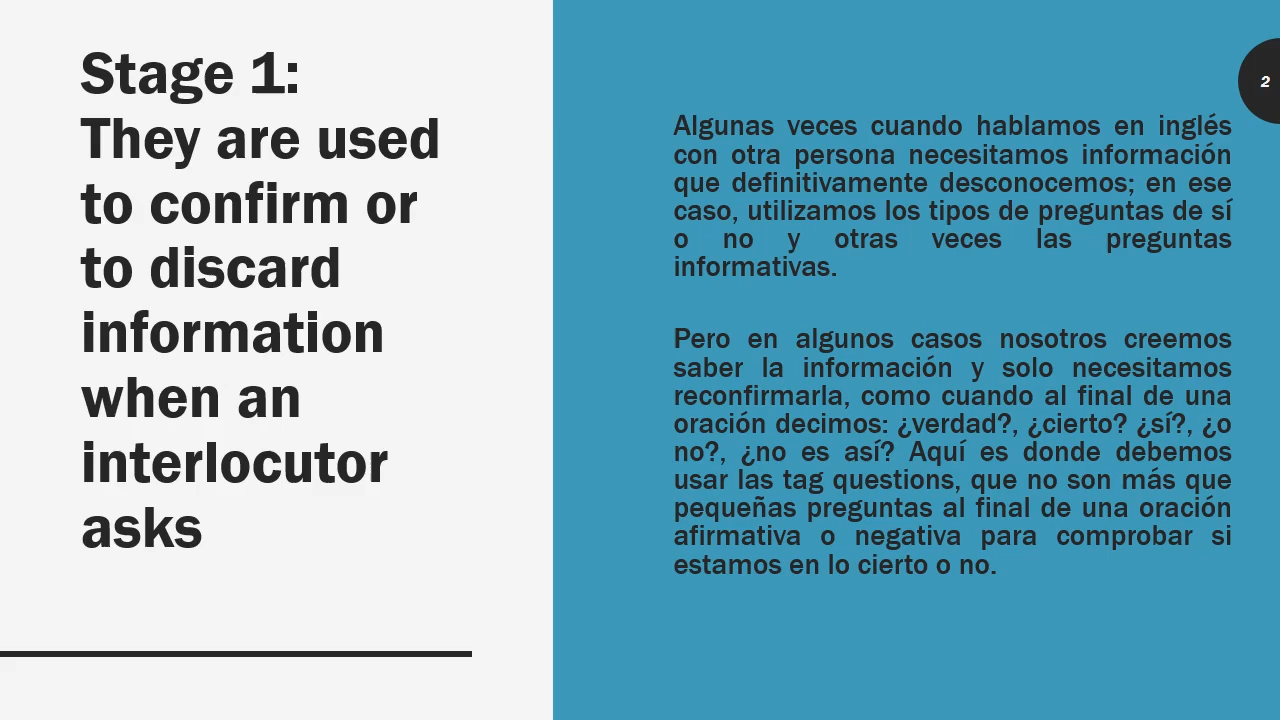 Stage 1:
They are used
to confirm or
to discard
information
when an
interlocutor
asks
2
Algunas veces cuando hablamos en inglés
con otra persona necesitamos información
que definitivamente desconocemos; en ese
caso, utilizamos los tipos de preguntas de sí
o no y otras veces las preguntas
informativas.
Pero en algunos casos nosotros creemos
saber la información y solo necesitamos
reconfirmarla, como cuando al final de una
oración decimos: ¿verdad?, ¿cierto? ¿sí?, ¿o
no?, ¿no es así? Aquí es donde debemos
usar las tag questions, que no son más que
pequeñas preguntas al final de una oración
afirmativa o negativa para comprobar si
estamos en lo cierto o no.